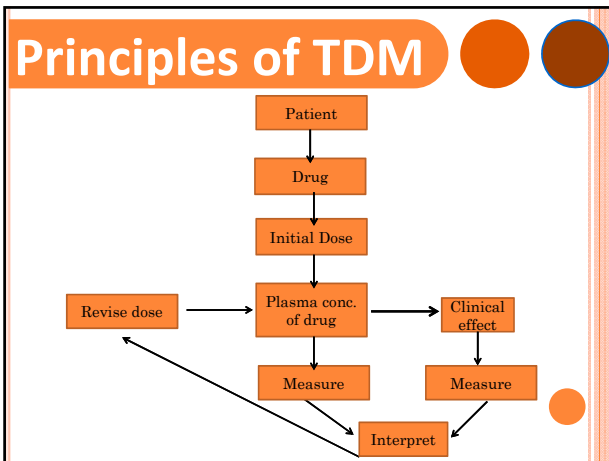 Principles of TDM
Patient
Drug
Initial Dose
Revise dose
Plasma conc.
of drug
Clinical
effect
Measure
Measure
Interpret